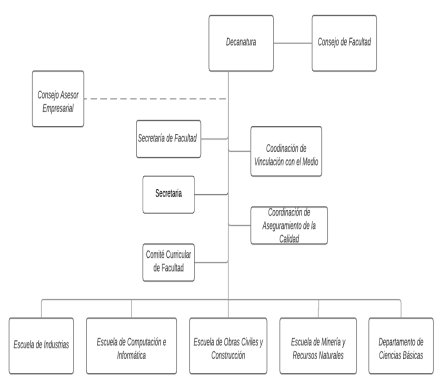 Decanatura
Consejo de Facultad
Consejo Asesor
Empresarial
Secretaría de Facultad
Coodinación de
Vinculación con el Medio
Secretaria
Coordinación de
Aseguramiento de la
Calidad
Comité Curricular
de Facultad
Escuela de Industrias
Escuela de Computación e
Informática
Escuela de Obras Civiles y
Construcción
Escuela de Minería y
Recursos Naturales
Departamento de
Ciencias Básicas